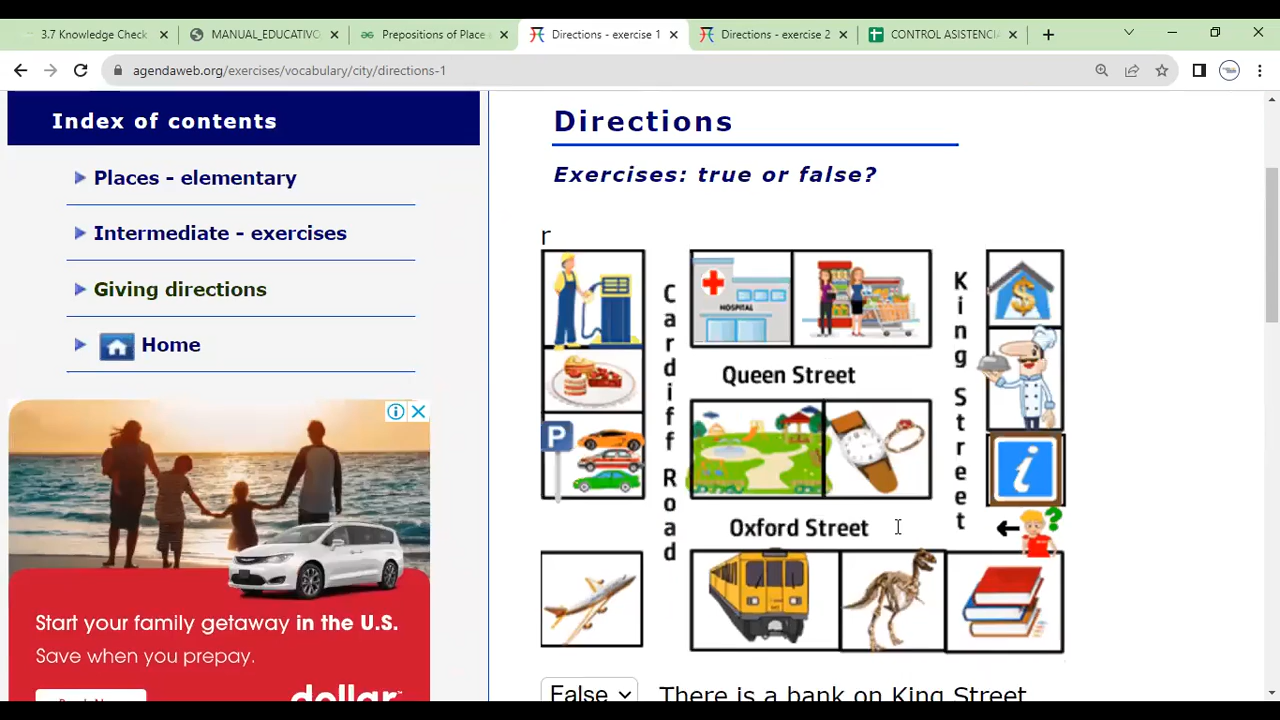 3.7 Knowledge Check
MANUAL_EDUCATIVO
Prepositions of Place
Directions - exercise 1
Directions - exercise 2
CONTROL ASISTENCIA
agendaweb.org/exercises/vocabulary/city/directions-1
Index of contents
Places - elementary
Intermediate - exercises
Giving directions
Home
Start your family getaway in the U.S.
Save when you prepay.
dollar
Directions
Exercises: true or false?
r
Cardiff Road
HOSPITAL
King Street
$
Queen Street
P
i
?
Oxford Street
False
There is a bank on King Street